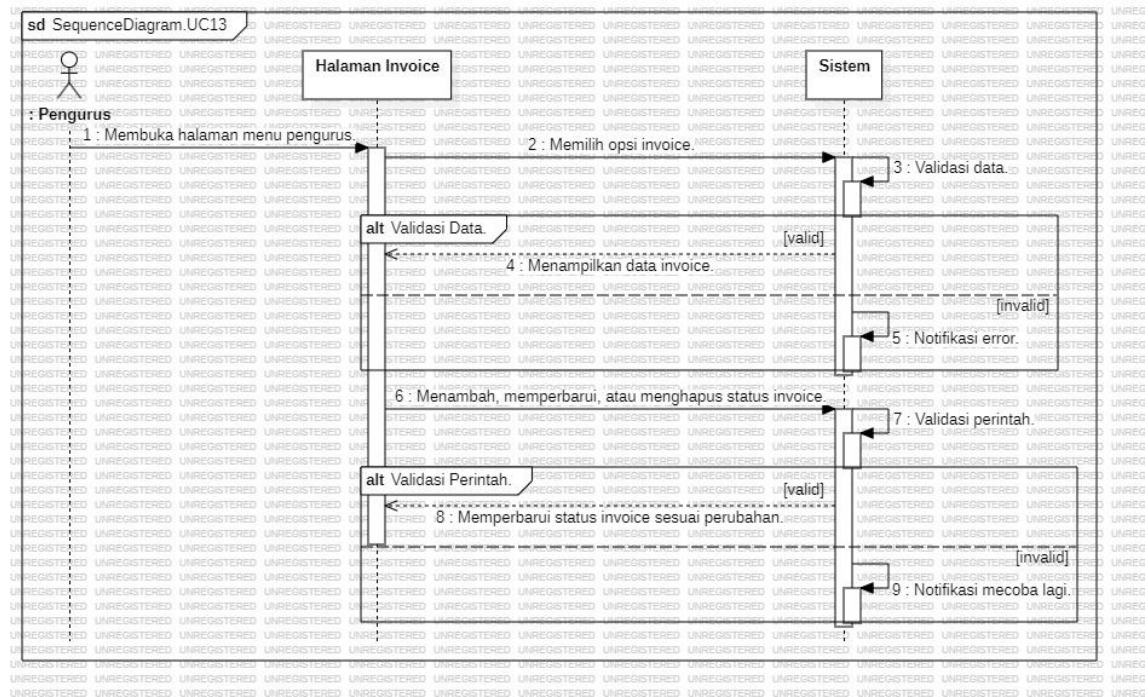 sd SequenceDiagram.UC13
Halaman Invoice
Sistem
: Pengurus
1 : Membuka halaman menu pengurus.
2 : Memilih opsi invoice.
3 : Validasi data.
alt Validasi Data.
[valid]
4 : Menampilkan data invoice.
[invalid]
5 : Notifikasi error.
6 : Menambah, memperbarui, atau menghapus status invoice.
7 : Validasi perintah.
alt Validasi Perintah.
[valid]
8 : Memperbarui status invoice sesuai perubahan.
[invalid]
9 : Notifikasi mecoba lagi.
UNREGISTERED